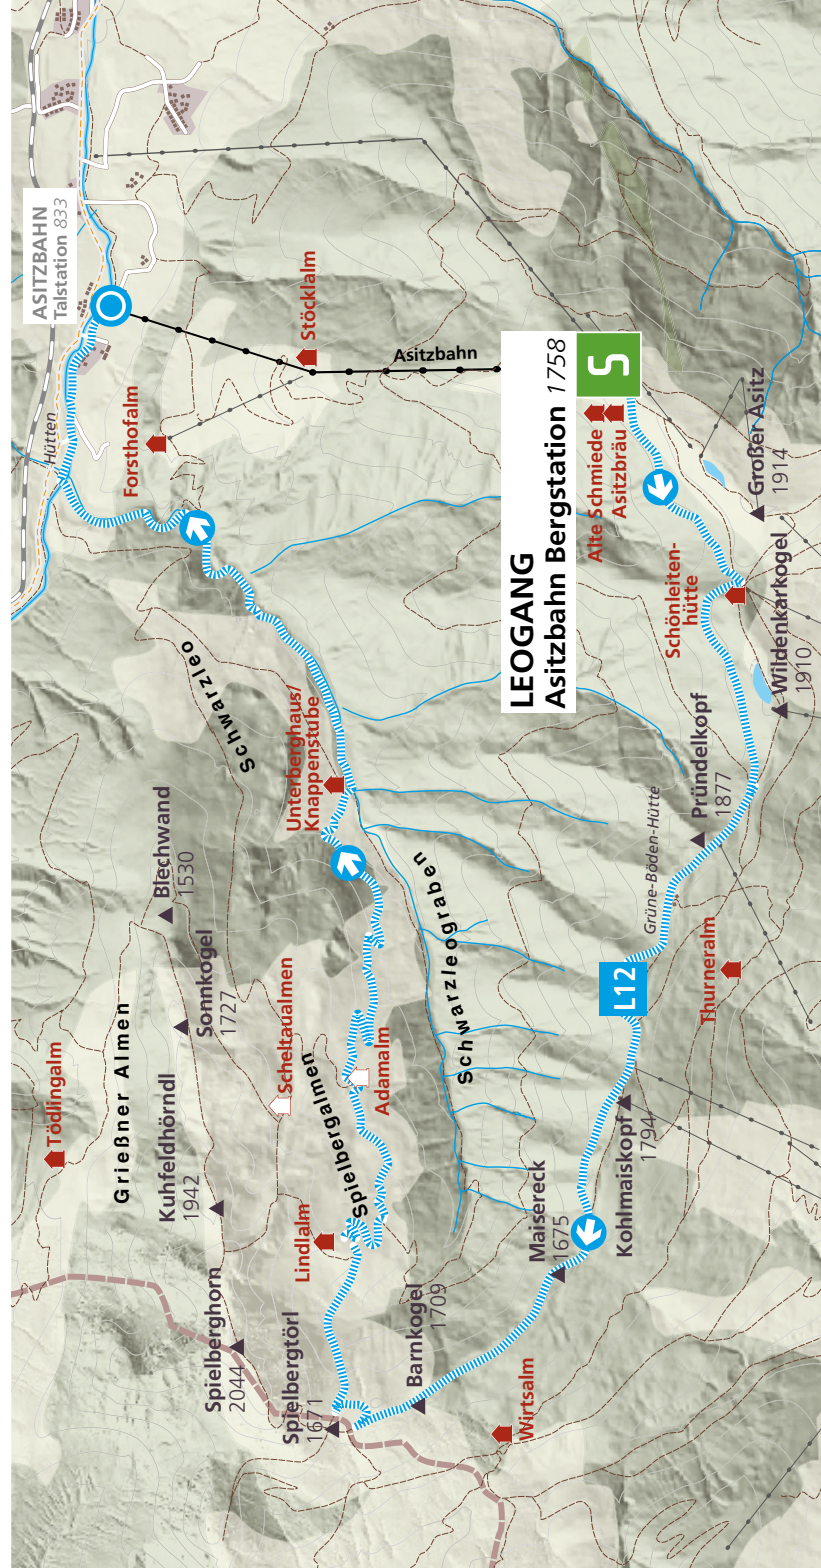 ASITZBAHN
Talstation 833
Hütten
Forsthofalm
Stöcklalm
Asitzbahn
LEOGANG
Asitzbahn Bergstation 1758
S
Alte Schmiede
Asitzbräu
Großer Asitz
1914
Schönleiten-
hütte
Wildenkarkogel
1910
Pründelkopf
1877
Grüne-Böden-Hütte
L12
Thurneralm
Kohlmaiskopf
1794
Maisereck
1675
Barnkogel
1709
Wirtsalm
Spielbergtörl
1671
Spielberghorn
2044
Lindlalm
Spielbergalmen
Adamalm
Scheltaualmen
Kuhfeldhörndl
1942
Sonnkogel
1727
Blechwand
1530
Grießner Almen
Tödlingalm
Schwarzleo
Unterberghaus/
Knappenstube
Schwarzleograben